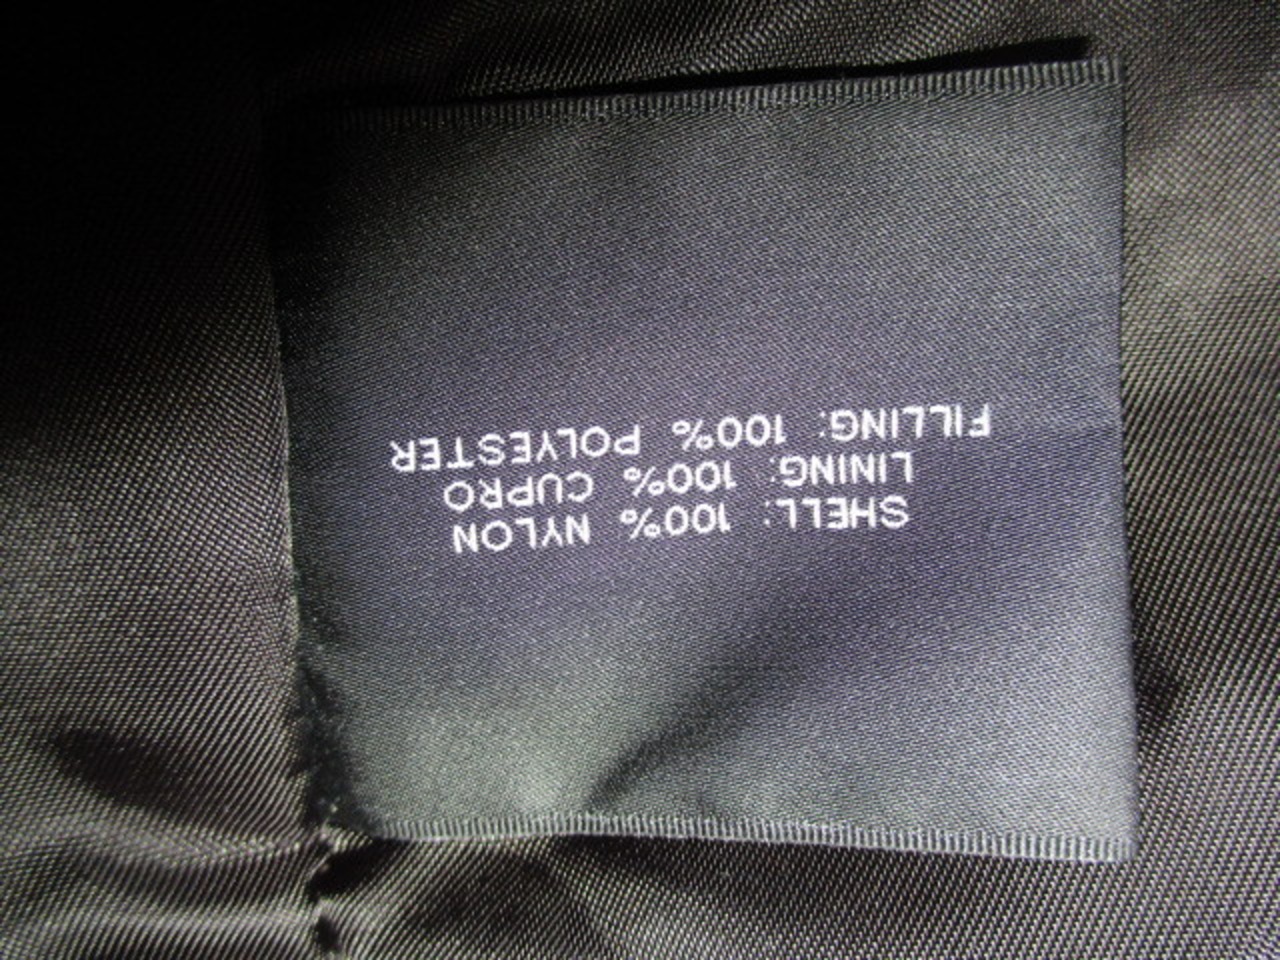 SHELL: 100% NYLON
LINING: 100% CUPRO
FILLING: 100% POLYESTER